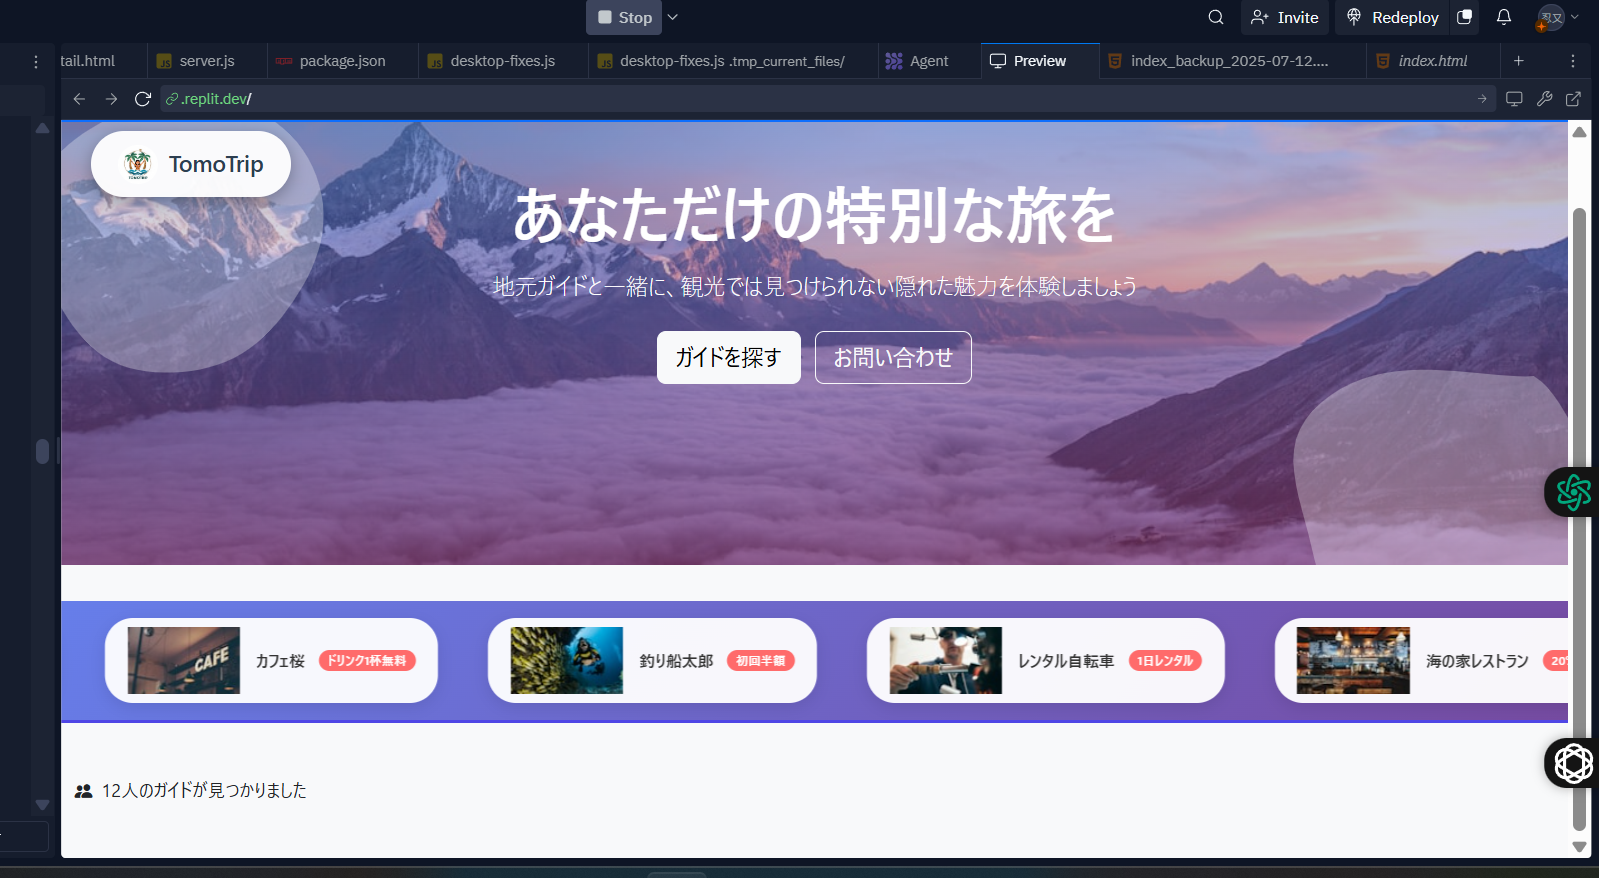 Stop
Invite
Redeploy
忍又
tail.html
server.js
package.json
desktop-fixes.js
desktop-fixes.js .tmp_current_files/
Agent
Preview
index_backup_2025-07-12....
index.html
.replit.dev/
TomoTrip
あなただけの特別な旅を
地元ガイドと一緒に、観光では見つけられない隠れた魅力を体験しましょう
ガイドを探す
お問い合わせ
CAFE
カフェ桜
ドリンク1杯無料
釣り船太郎
初回半額
レンタル自転車
1日レンタル
海の家レストラン
20
12人のガイドが見つかりました